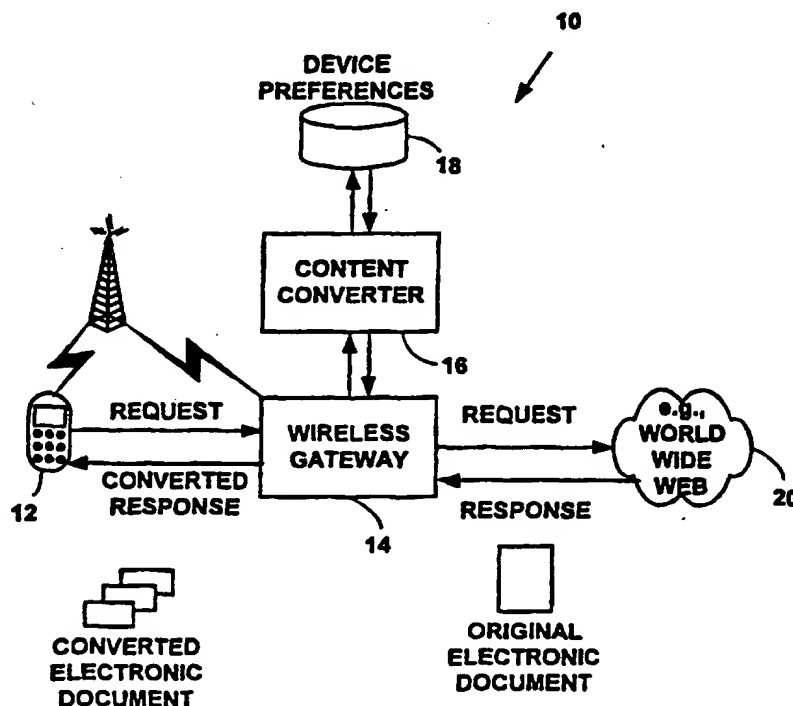 10
DEVICE
PREFERENCES
18
CONTENT
CONVERTER
16
REQUEST
WIRELESS
GATEWAY
REQUEST
e.g.,
WORLD
WIDE
WEB
CONVERTED
RESPONSE
RESPONSE
12
14
20
CONVERTED
ELECTRONIC
DOCUMENT
ORIGINAL
ELECTRONIC
DOCUMENT